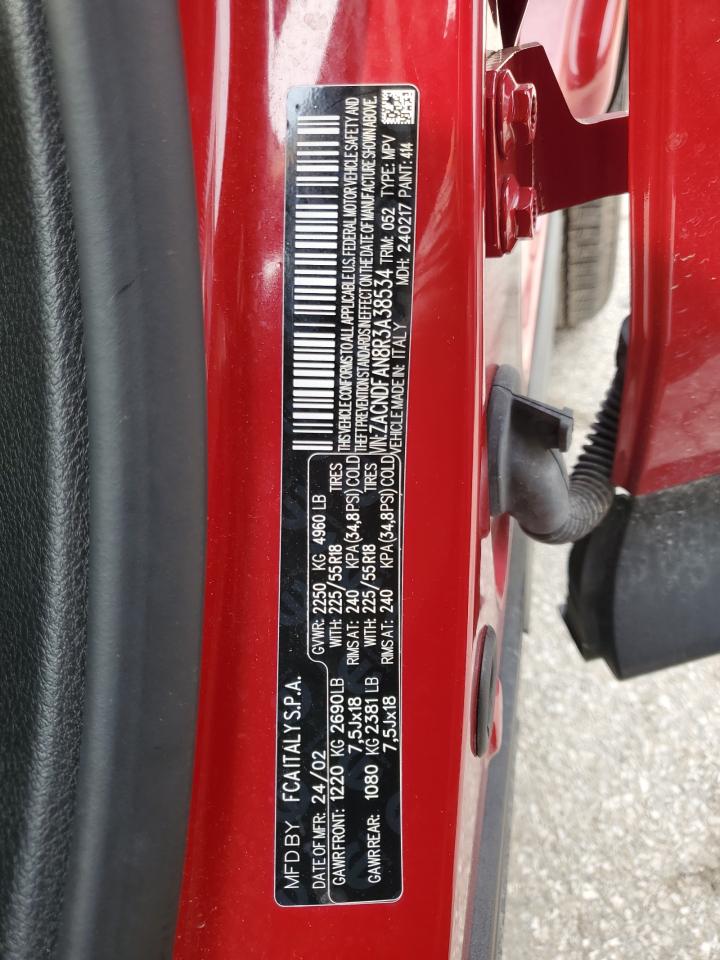 MFD BY FCA ITALY S.P.A.
DATE OF MFR: 24/02 GVWR: 2250 KG 4960 LB
GAWR FRONT: 1220 KG 2690LB WITH: 225/55R18 TIRES
7,5Jx18 RIMS AT: 240 KPA(34,8PSI)COLD
GAWR REAR: 1080 KG 2381 LB WITH: 225/55R18 TIRES
7,5Jx18 RIMS AT: 240 KPA(34,8PSI)COLD
THIS VEHICLE CONFORMS TO ALL APPLICABLE U.S. FEDERAL MOTOR VEHICLE SAFETY AND
THEFT PREVENTION STANDARDS IN EFFECT ON THE DATE OF MANUFACTURE SHOWN ABOVE.
VIN: ZACNDFAN8R3A38534 TRIM: 052 TYPE: MPV
VEHICLE MADE IN: ITALY MDH: 240217 PAINT: 414